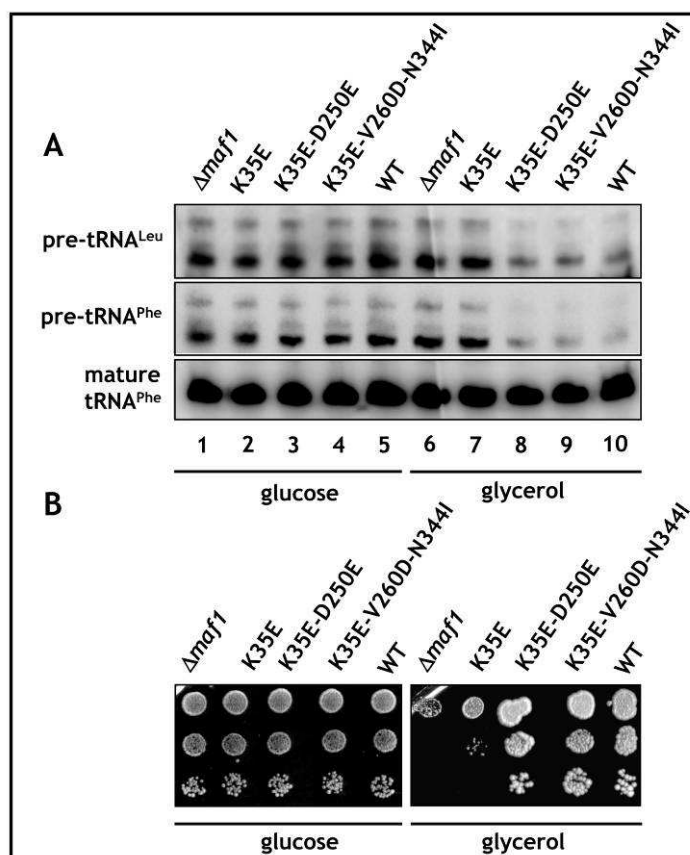 A
Δmaf1 K35E K35E-D250E K35E-V260D-N344I WT Δmaf1 K35E K35E-D250E K35E-V260D-N344I WT
pre-tRNALeu
pre-tRNAPhe
mature
tRNAPhe
1 2 3 4 5 6 7 8 9 10
glucose glycerol
B
Δmaf1 K35E K35E-D250E K35E-V260D-N344I WT Δmaf1 K35E K35E-D250E K35E-V260D-N344I WT
glucose glycerol